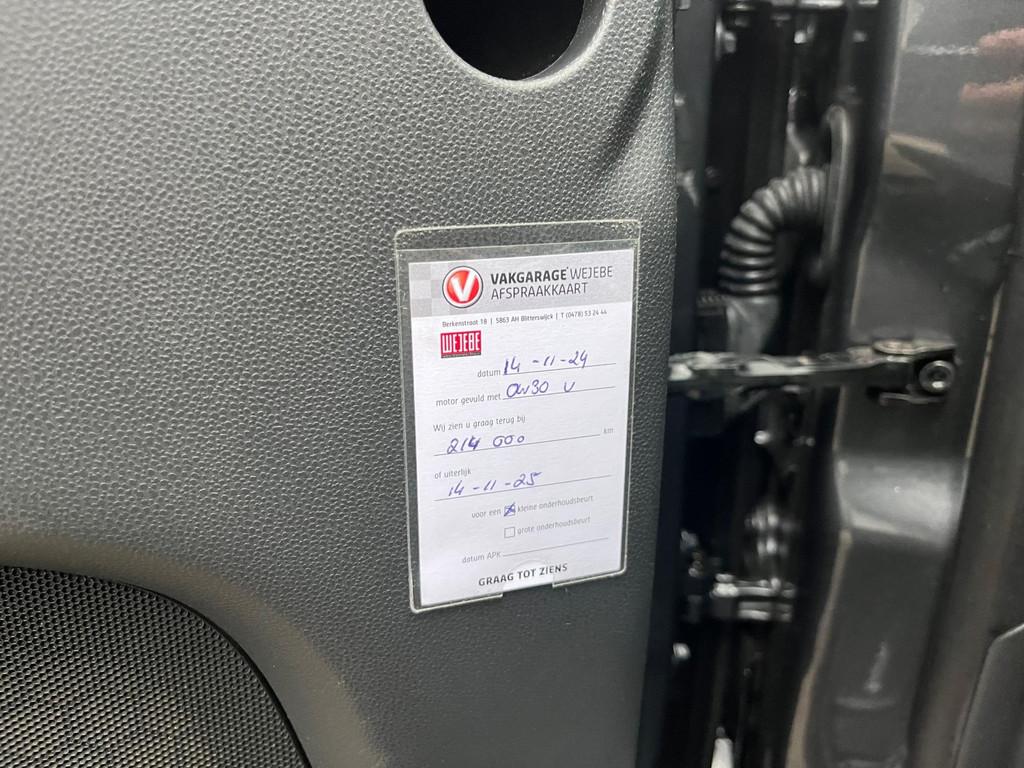 VAKGARAGE WEJEBE
AFSPRAAKKAART
Berkenstraat 18 | 5863 AH Blitterswijck | T (0478) 53 24 44
WEJEBE
datum 14-11-24
motor gevuld met 0W30 V
Wij zien u graag terug bij
214 000 km
of uiterlijk
14-11-25
voor een kleine onderhoudsbeurt
grote onderhoudsbeurt
datum APK
GRAAG TOT ZIENS